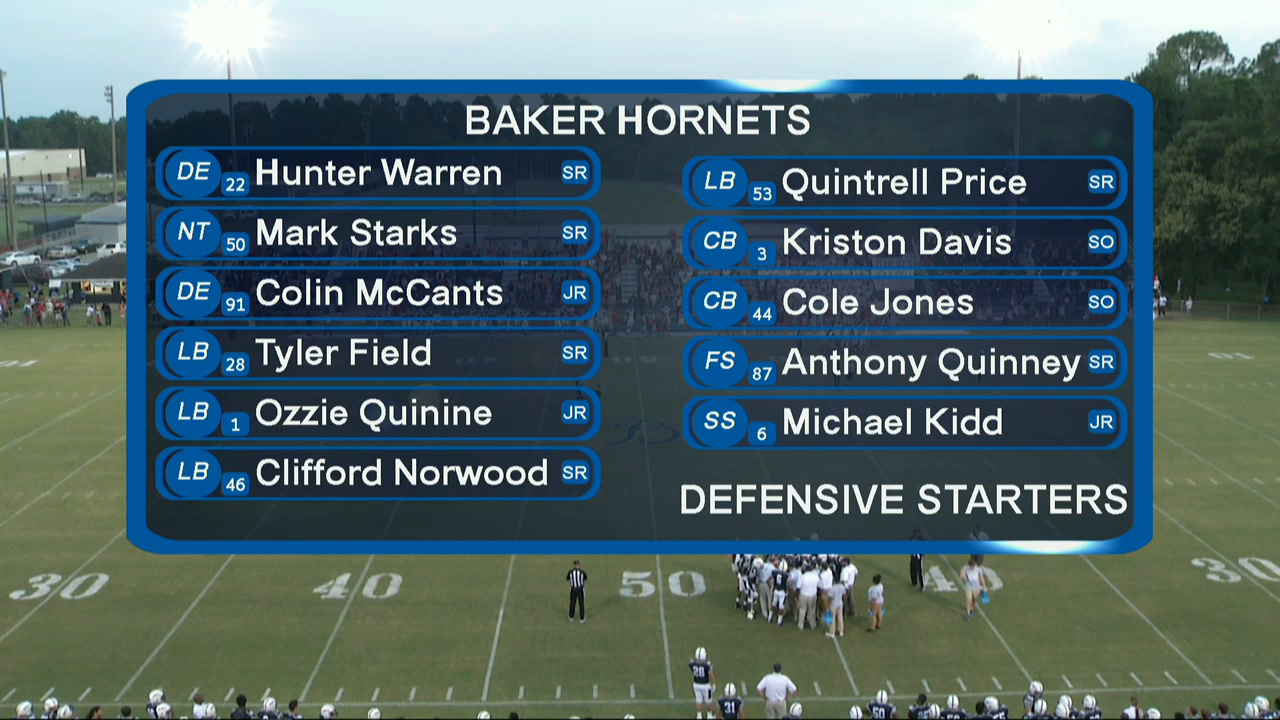 BAKER HORNETS
DE 22 Hunter Warren SR
NT 50 Mark Starks SR
DE 91 Colin McCants JR
LB 28 Tyler Field SR
LB 1 Ozzie Quinine JR
LB 46 Clifford Norwood SR
LB 53 Quintrell Price SR
CB 3 Kriston Davis SO
CB 44 Cole Jones SO
FS 87 Anthony Quinney SR
SS 6 Michael Kidd JR
DEFENSIVE STARTERS
30 40 50 40 30
28
31
50